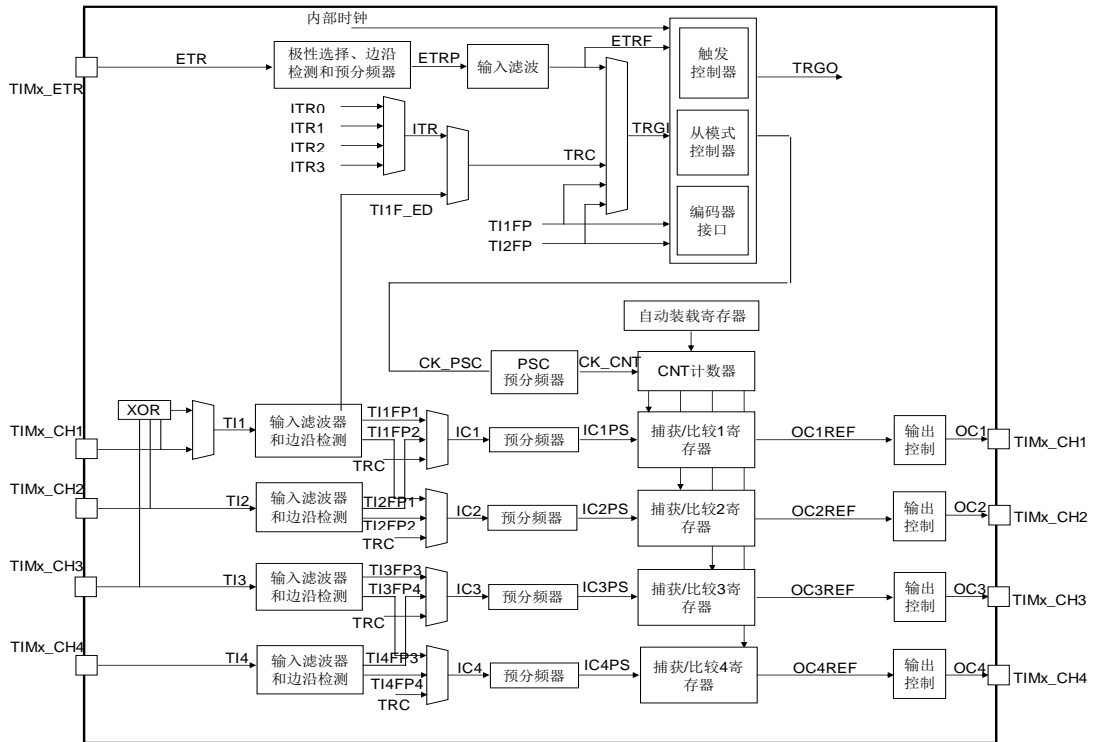 内部时钟
ETR
极性选择、边沿
检测和预分频器
ETRP
输入滤波
ETRF
触发
控制器
TRGO
TIMx_ETR
ITR0
ITR1
ITR2
ITR3
ITR
TRC
TRGI
从模式
控制器
TI1F_ED
TI1FP
TI2FP
编码器
接口
自动装载寄存器
CK_PSC
PSC
预分频器
CK_CNT
CNT计数器
XOR
TIMx_CH1
TI1
输入滤波器
和边沿检测
TI1FP1
TI1FP2
TRC
IC1
预分频器
IC1PS
捕获/比较1寄
存器
OC1REF
输出
控制
OC1
TIMx_CH1
TIMx_CH2
TI2
输入滤波器
和边沿检测
TI2FP1
TI2FP2
TRC
IC2
预分频器
IC2PS
捕获/比较2寄
存器
OC2REF
输出
控制
OC2
TIMx_CH2
TIMx_CH3
TI3
输入滤波器
和边沿检测
TI3FP3
TI3FP4
TRC
IC3
预分频器
IC3PS
捕获/比较3寄
存器
OC3REF
输出
控制
OC3
TIMx_CH3
TIMx_CH4
TI4
输入滤波器
和边沿检测
TI4FP3
TI4FP4
TRC
IC4
预分频器
IC4PS
捕获/比较4寄
存器
OC4REF
输出
控制
OC4
TIMx_CH4